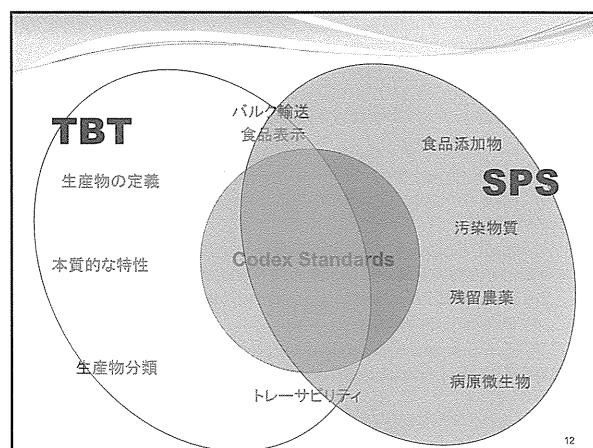 バルク輸送
食品表示
TBT
生産物の定義
本質的な特性
生産物分類
Codex Standards
トレーサビリティ
食品添加物
SPS
汚染物質
残留農薬
病原微生物
12